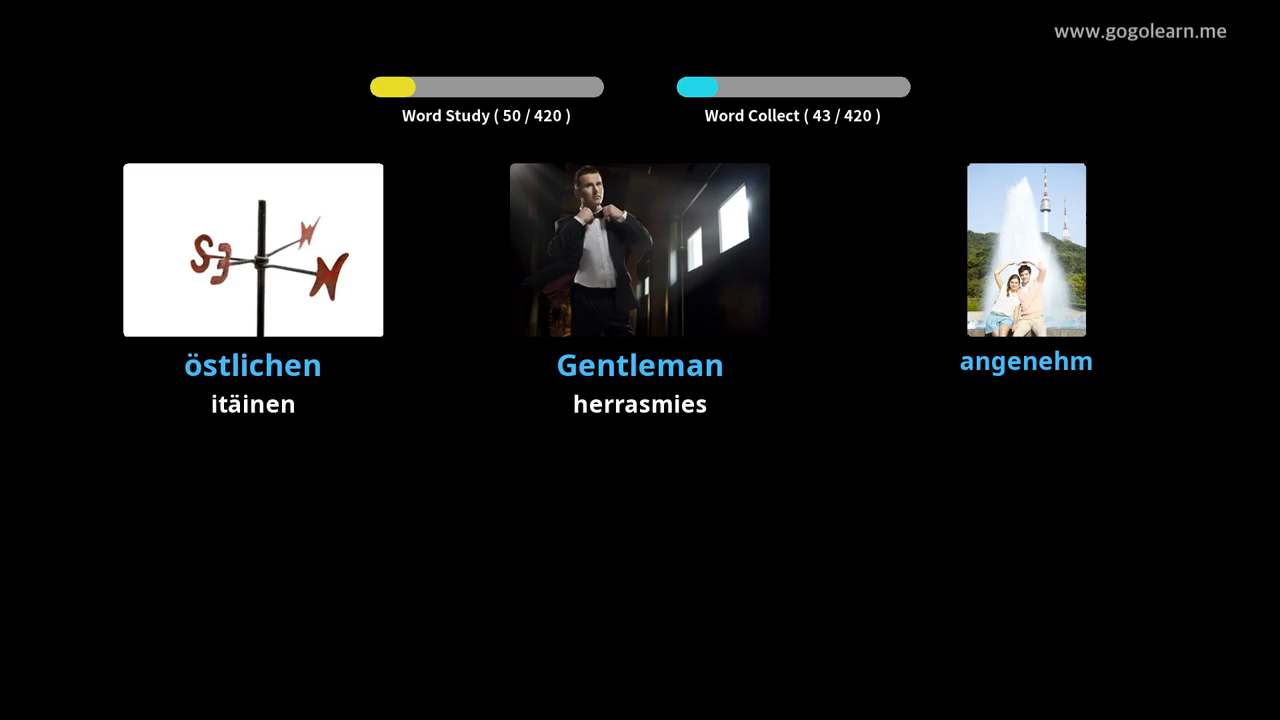 www.gogolearn.me
Word Study ( 50 / 420 )
Word Collect ( 43 / 420 )
S
E
N
W
östlichen
Gentleman
angenehm
itäinen
herrasmies